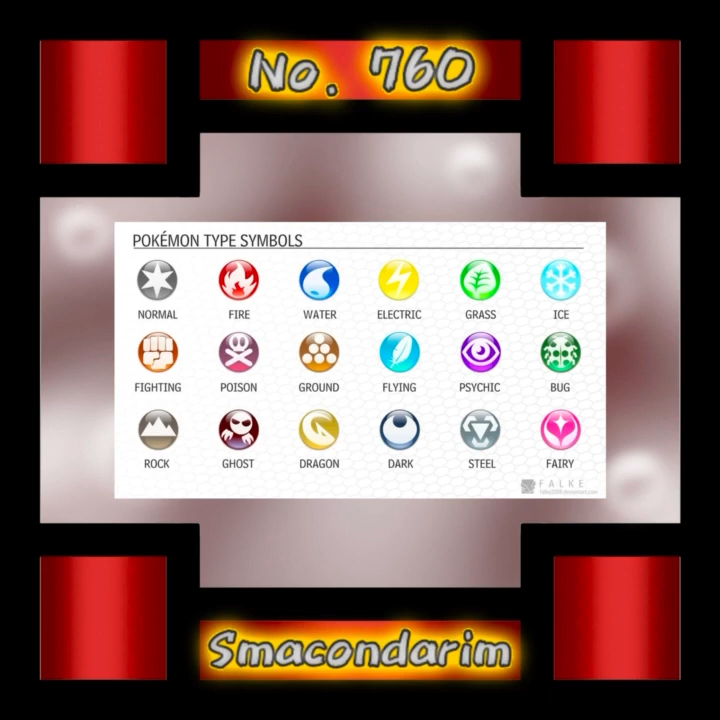 No. 760
POKÉMON TYPE SYMBOLS
NORMAL FIRE WATER ELECTRIC GRASS ICE
FIGHTING POISON GROUND FLYING PSYCHIC BUG
ROCK GHOST DRAGON DARK STEEL FAIRY
FALKE
Smacondarim